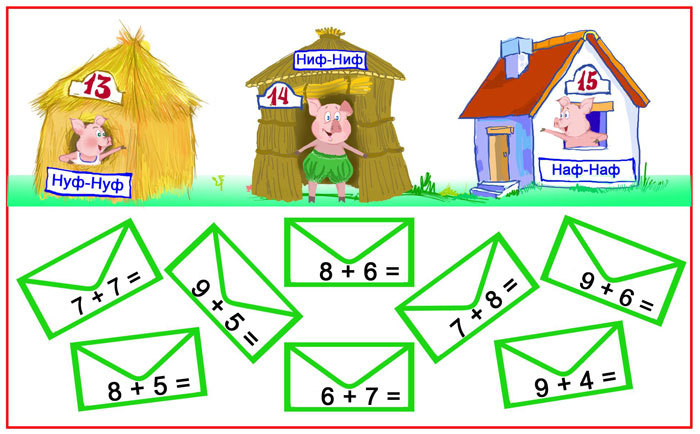 13
Нуф-Нуф
Ниф-Ниф
14
15
Наф-Наф
7 + 7 =
9 + 5 =
8 + 6 =
7 + 8 =
9 + 6 =
8 + 5 =
6 + 7 =
9 + 4 =